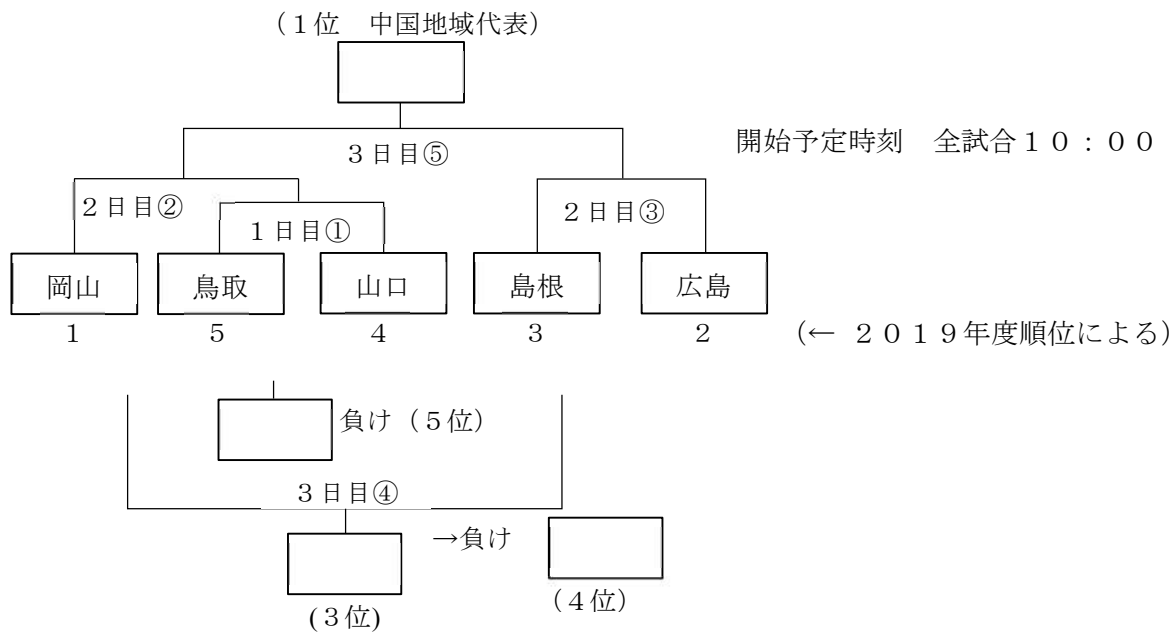 （１位　中国地域代表）
開始予定時刻　全試合１０：００
３日目⑤
２日目②
２日目③
１日目①
岡山
鳥取
山口
島根
広島
１
５
４
３
２
（← ２０１９年度順位による）
負け（５位）
３日目④
→負け
(３位)
（４位）